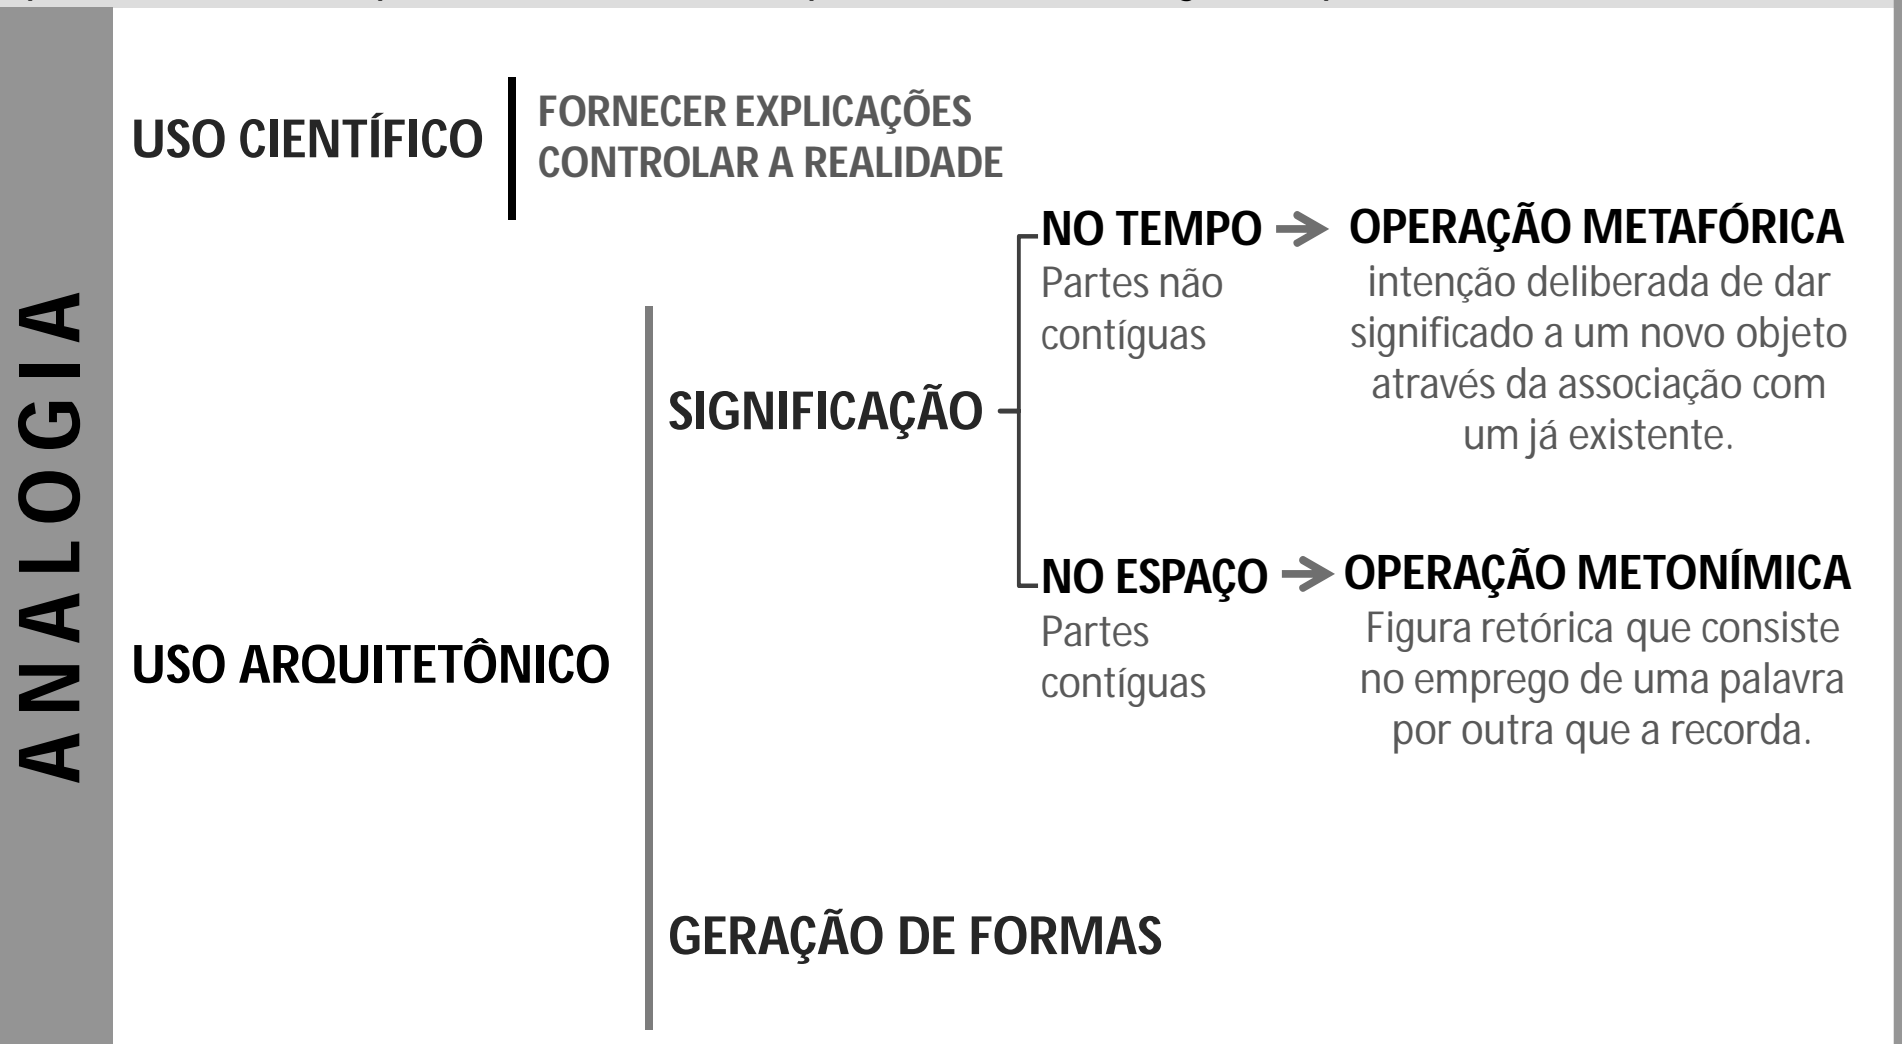 ANALOGIA
USO CIENTÍFICO
FORNECER EXPLICAÇÕES
CONTROLAR A REALIDADE
USO ARQUITETÔNICO
SIGNIFICAÇÃO
NO TEMPO
Partes não
contíguas
OPERAÇÃO METAFÓRICA
intenção deliberada de dar
significado a um novo objeto
através da associação com
um já existente.
NO ESPAÇO
Partes
contíguas
OPERAÇÃO METONÍMICA
Figura retórica que consiste
no emprego de uma palavra
por outra que a recorda.
GERAÇÃO DE FORMAS